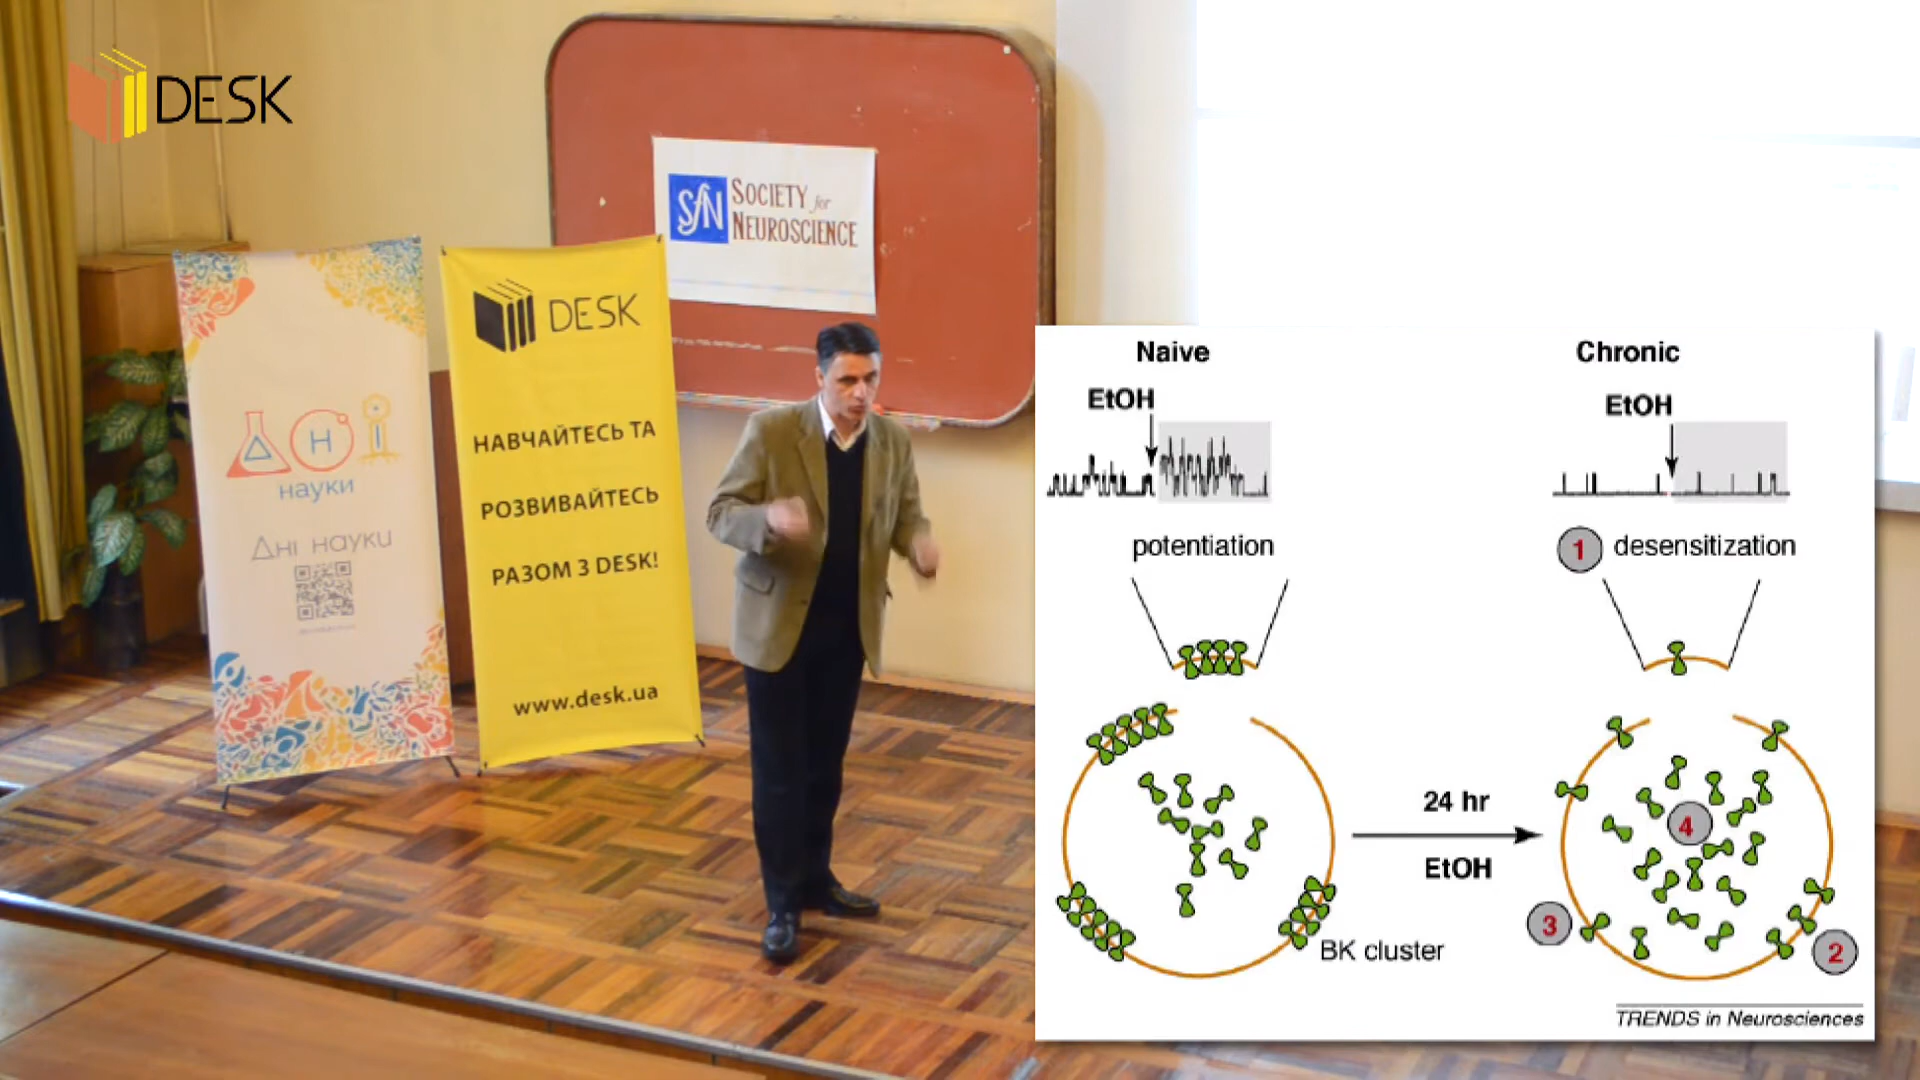 DESK
SfN
SOCIETY for
NEUROSCIENCE
DESK
НАВЧАЙТЕСЬ ТА
РОЗВИВАЙТЕСЬ
РАЗОМ З DESK!
www.desk.ua
Д Н І
науки
Дні науки
Naive
EtOH
potentiation
Chronic
EtOH
1 desensitization
24 hr
EtOH
BK cluster
4
3
2
TRENDS in Neurosciences